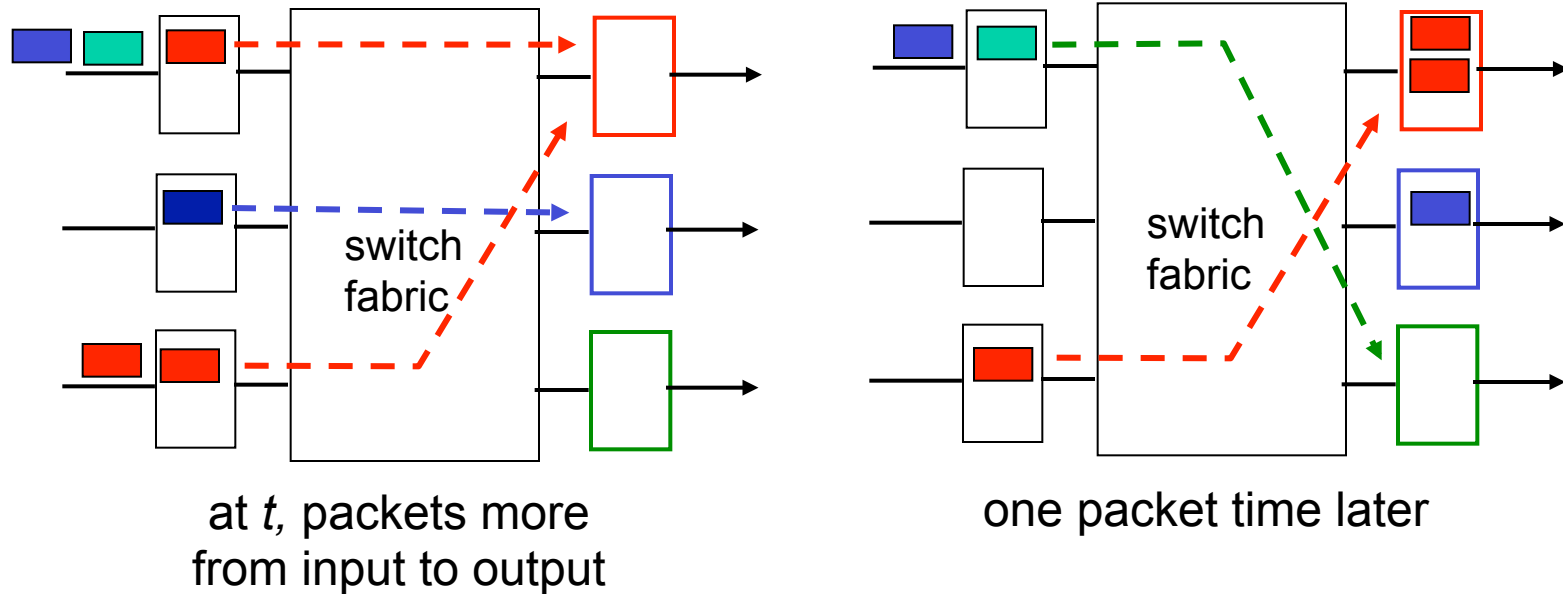 switch
fabric
at t, packets more
from input to output
switch
fabric
one packet time later